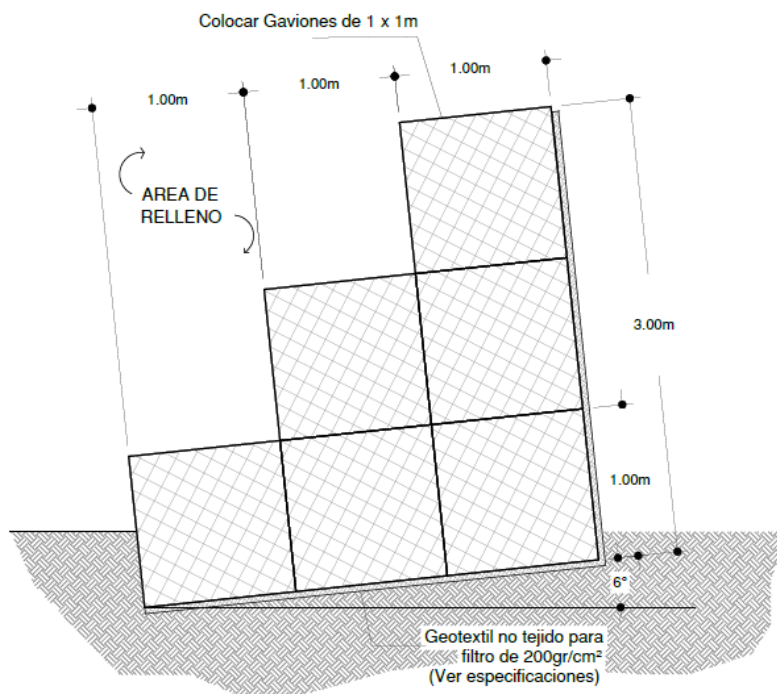 Colocar Gaviones de 1 x 1m
1.00m
1.00m
1.00m
AREA DE
RELLENO
3.00m
1.00m
6°
Geotextil no tejido para
filtro de 200gr/cm²
(Ver especificaciones)